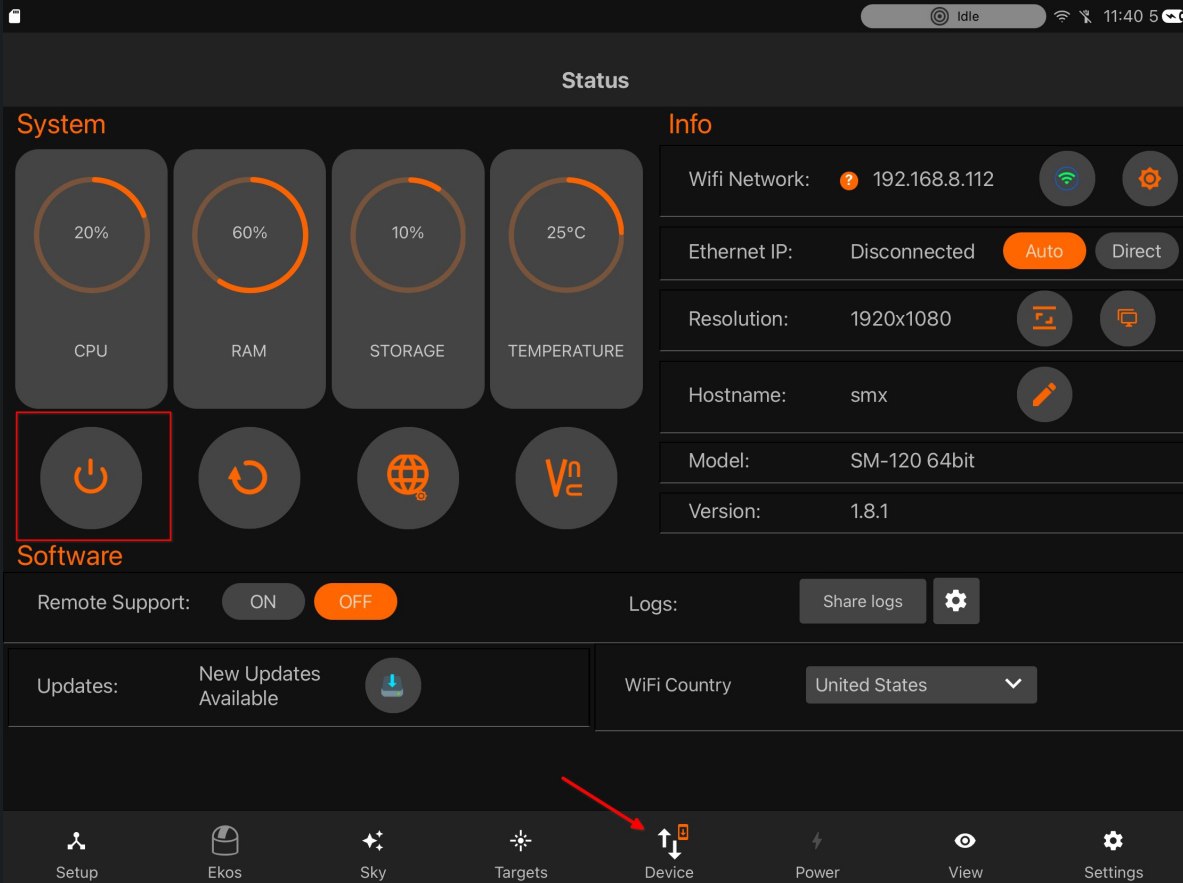 Idle
11:40 5
Status
System
Info
20%
60%
10%
25°C
CPU
RAM
STORAGE
TEMPERATURE
Wifi Network:
?
192.168.8.112
Ethernet IP:
Disconnected
Auto
Direct
Resolution:
1920x1080
Hostname:
smx
Model:
SM-120 64bit
Version:
1.8.1
Vnc
Software
Remote Support:
ON
OFF
Logs:
Share logs
Updates:
New Updates
Available
WiFi Country
United States
Setup
Ekos
Sky
Targets
Device
Power
View
Settings